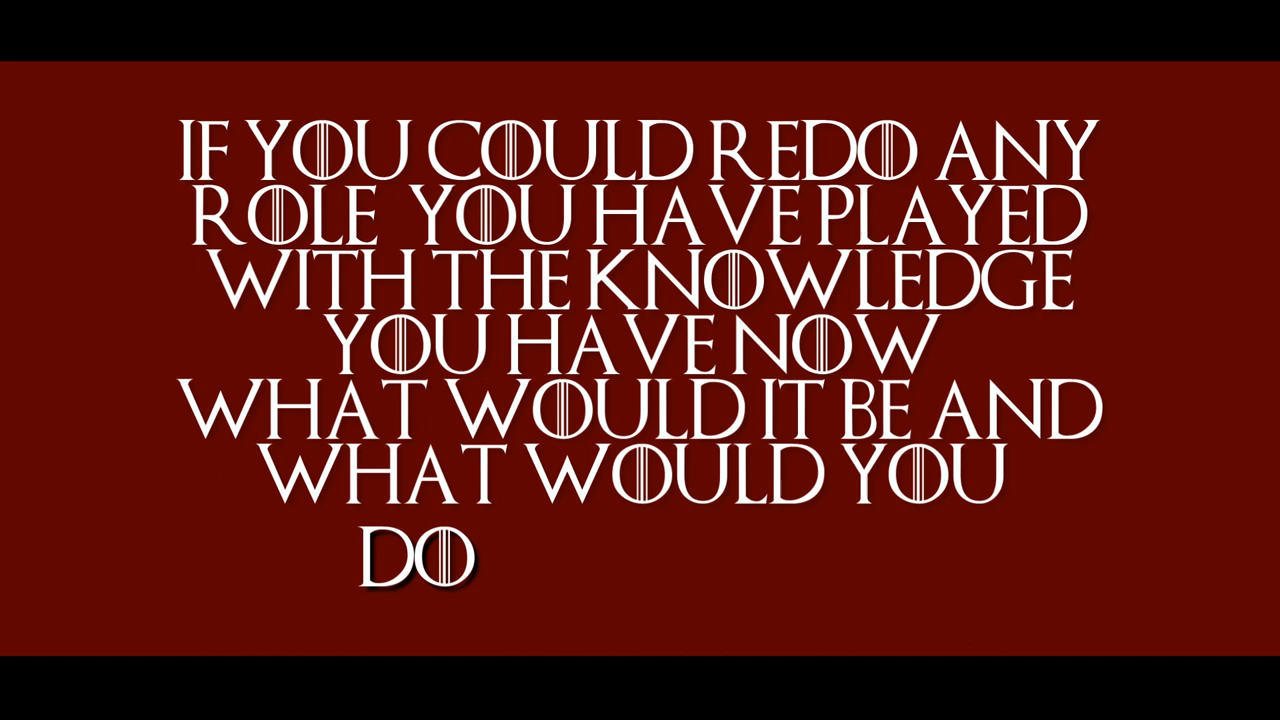 IF YOU COULD REDO ANY
ROLE YOU HAVE PLAYED
WITH THE KNOWLEDGE
YOU HAVE NOW
WHAT WOULD IT BE AND
WHAT WOULD YOU
DO